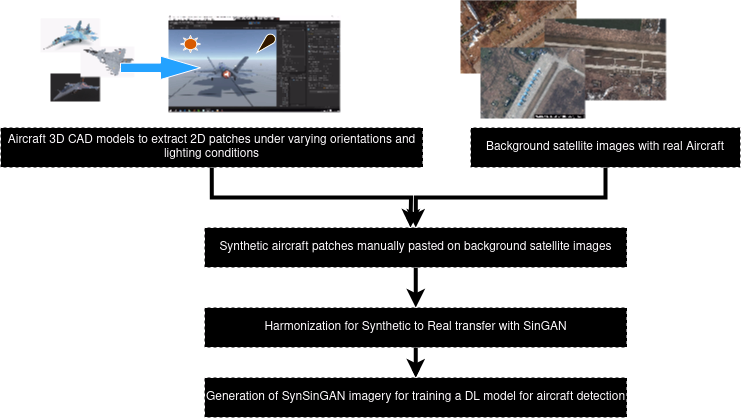 Aircraft 3D CAD models to extract 2D patches under varying orientations and
lighting conditions
Background satellite images with real Aircraft
Synthetic aircraft patches manually pasted on background satellite images
Harmonization for Synthetic to Real transfer with SinGAN
Generation of SynSinGAN imagery for training a DL model for aircraft detection